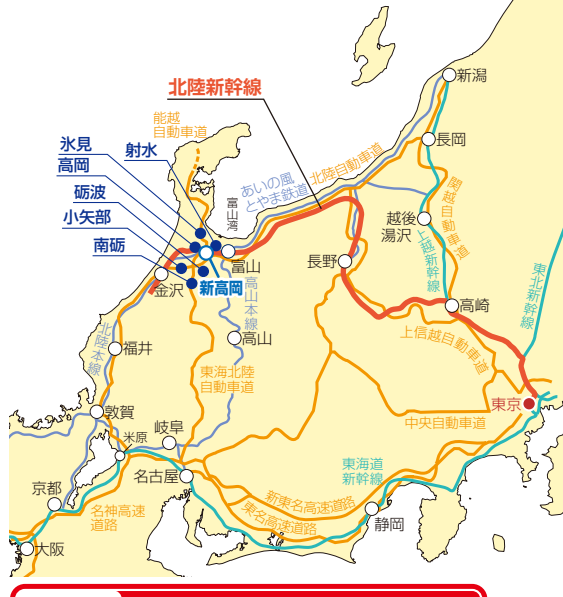 新潟
北陸新幹線
能越
自動車道
長岡
氷見
射水
高岡
あいの風
とやま鉄道
北陸自動車道
関越自動車道
砺波
富山湾
小矢部
越後
湯沢
上越新幹線
東北新幹線
南砺
富山
長野
金沢
新高岡
高崎
高山本線
上信越自動車道
北陸本線
福井
高山
東海北陸
自動車道
東京
敦賀
中央自動車道
岐阜
米原
名古屋
東海道
新幹線
京都
新東名高速道路
名神高速
道路
東名高速道路
静岡
大阪